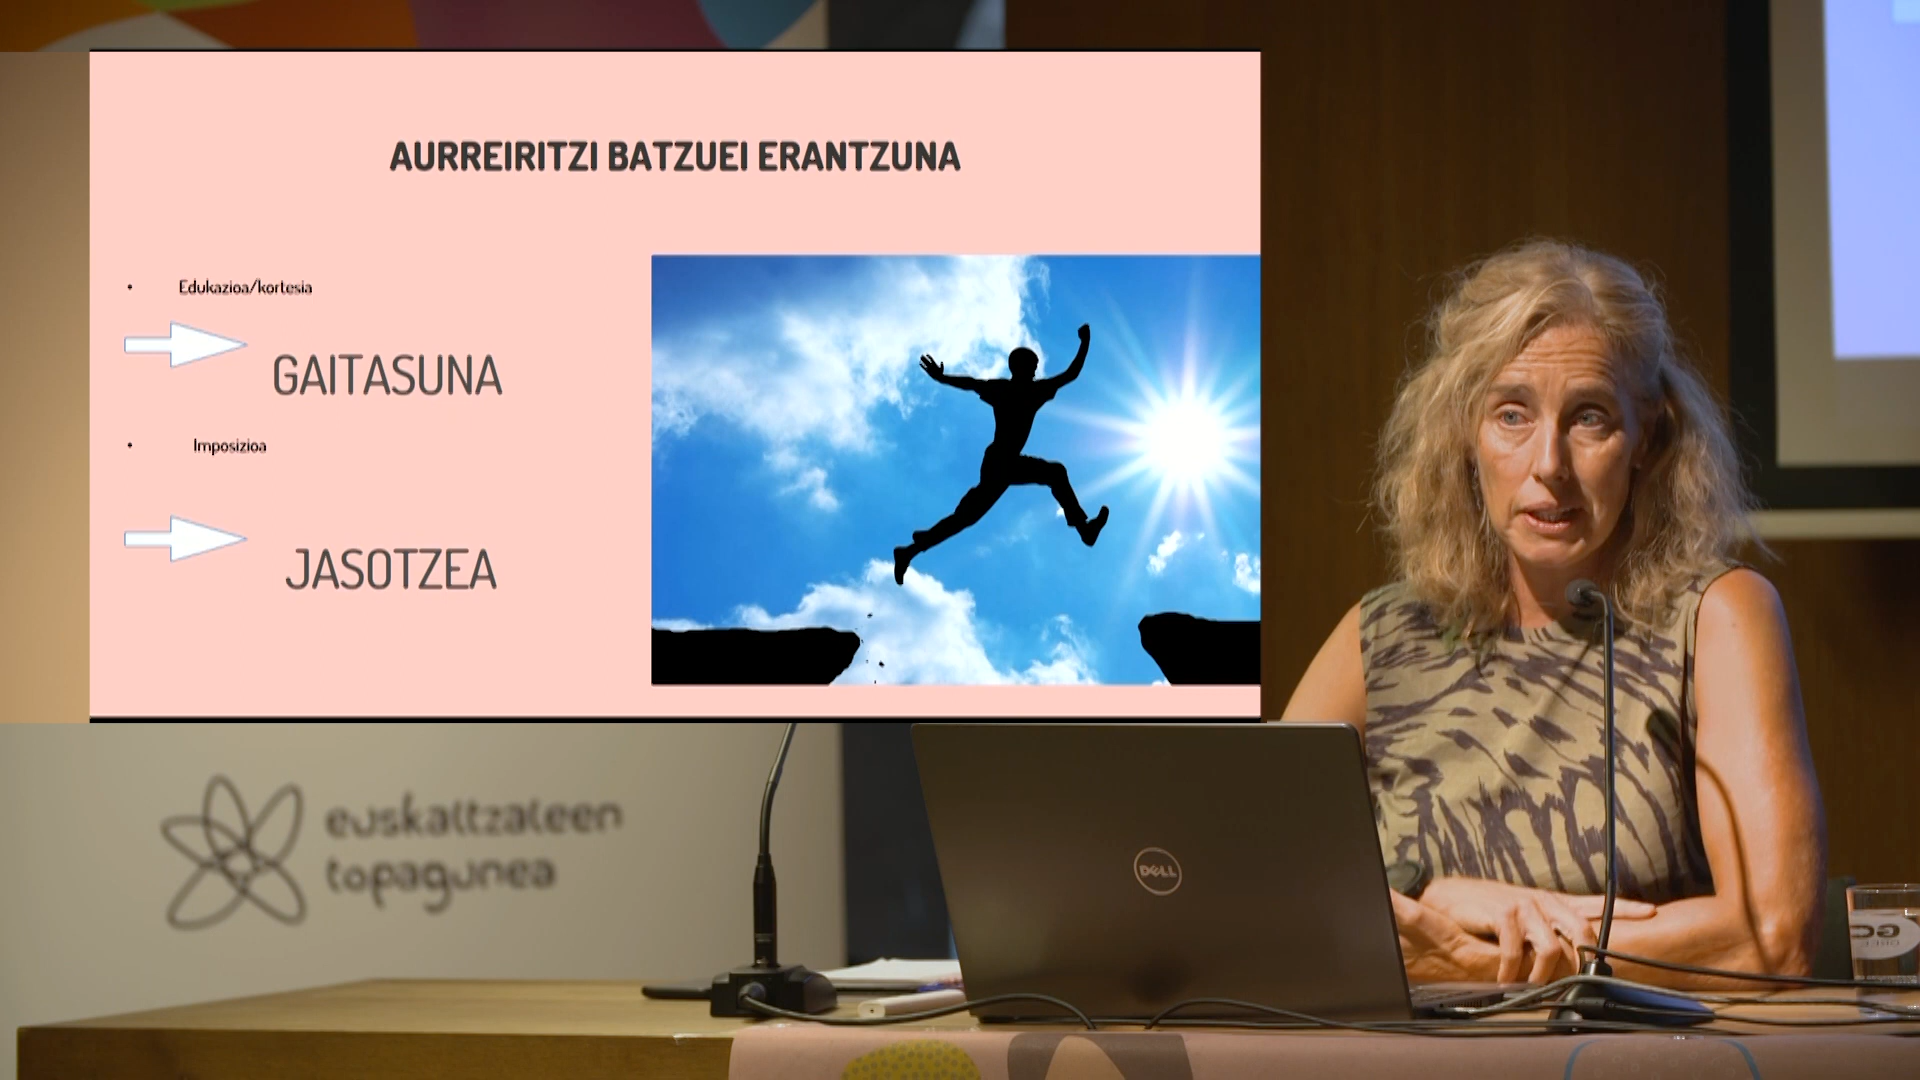 AURREIRITZI BATZUEI ERANTZUNA
• Edukazioa/kortesia
GAITASUNA
• Imposizioa
JASOTZEA
euskaltzaleen
topagunea
DELL